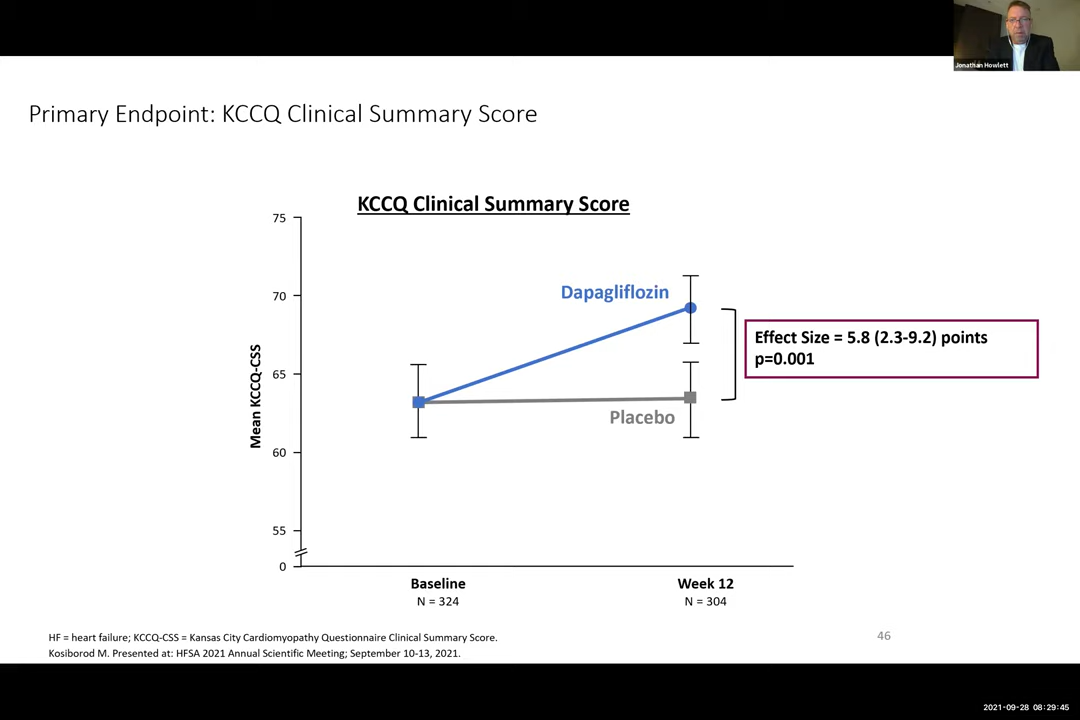 Jonathan Howlett
Primary Endpoint: KCCQ Clinical Summary Score
KCCQ Clinical Summary Score
75
70
65
60
55
0
Mean KCCQ-CSS
Dapagliflozin
Placebo
Effect Size = 5.8 (2.3-9.2) points
p=0.001
Baseline
N = 324
Week 12
N = 304
HF = heart failure; KCCQ-CSS = Kansas City Cardiomyopathy Questionnaire Clinical Summary Score.
Kosiborod M. Presented at: HFSA 2021 Annual Scientific Meeting; September 10-13, 2021.
46
2021-09-28 08:29:45